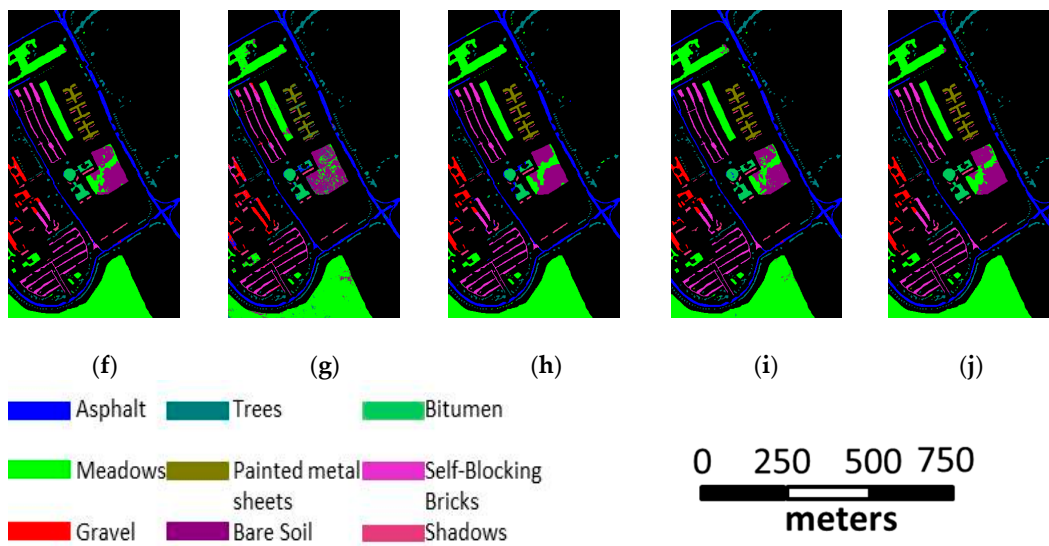 (f) (g) (h) (i) (j)
Asphalt Trees Bitumen
Meadows Painted metal sheets Self-Blocking Bricks
Gravel Bare Soil Shadows
0 250 500 750
meters